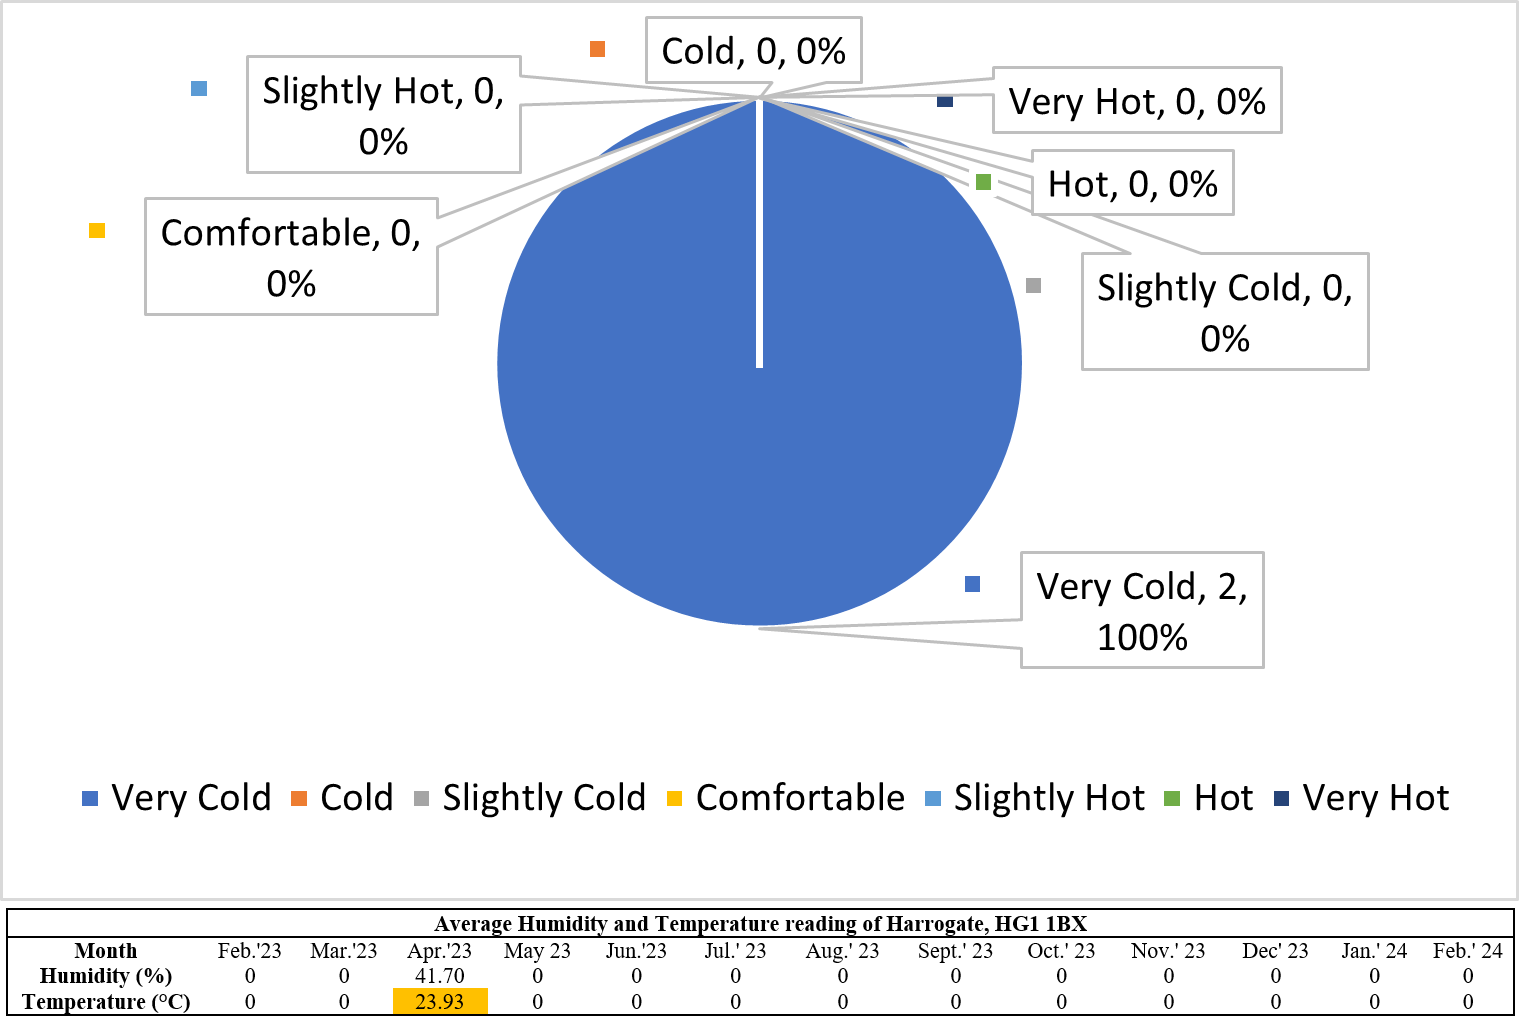 Cold, 0, 0%
Slightly Hot, 0,
0%
Very Hot, 0, 0%
Hot, 0, 0%
Comfortable, 0,
0%
Slightly Cold, 0,
0%
Very Cold, 2,
100%
Very Cold Cold Slightly Cold Comfortable Slightly Hot Hot Very Hot
Average Humidity and Temperature reading of Harrogate, HG1 1BX
Month Feb.'23 Mar.'23 Apr.'23 May 23 Jun.'23 Jul.' 23 Aug.' 23 Sept.' 23 Oct.' 23 Nov.' 23 Dec' 23 Jan.' 24 Feb.' 24
Humidity (%) 0 0 41.70 0 0 0 0 0 0 0 0 0 0
Temperature (°C) 0 0 23.93 0 0 0 0 0 0 0 0 0 0